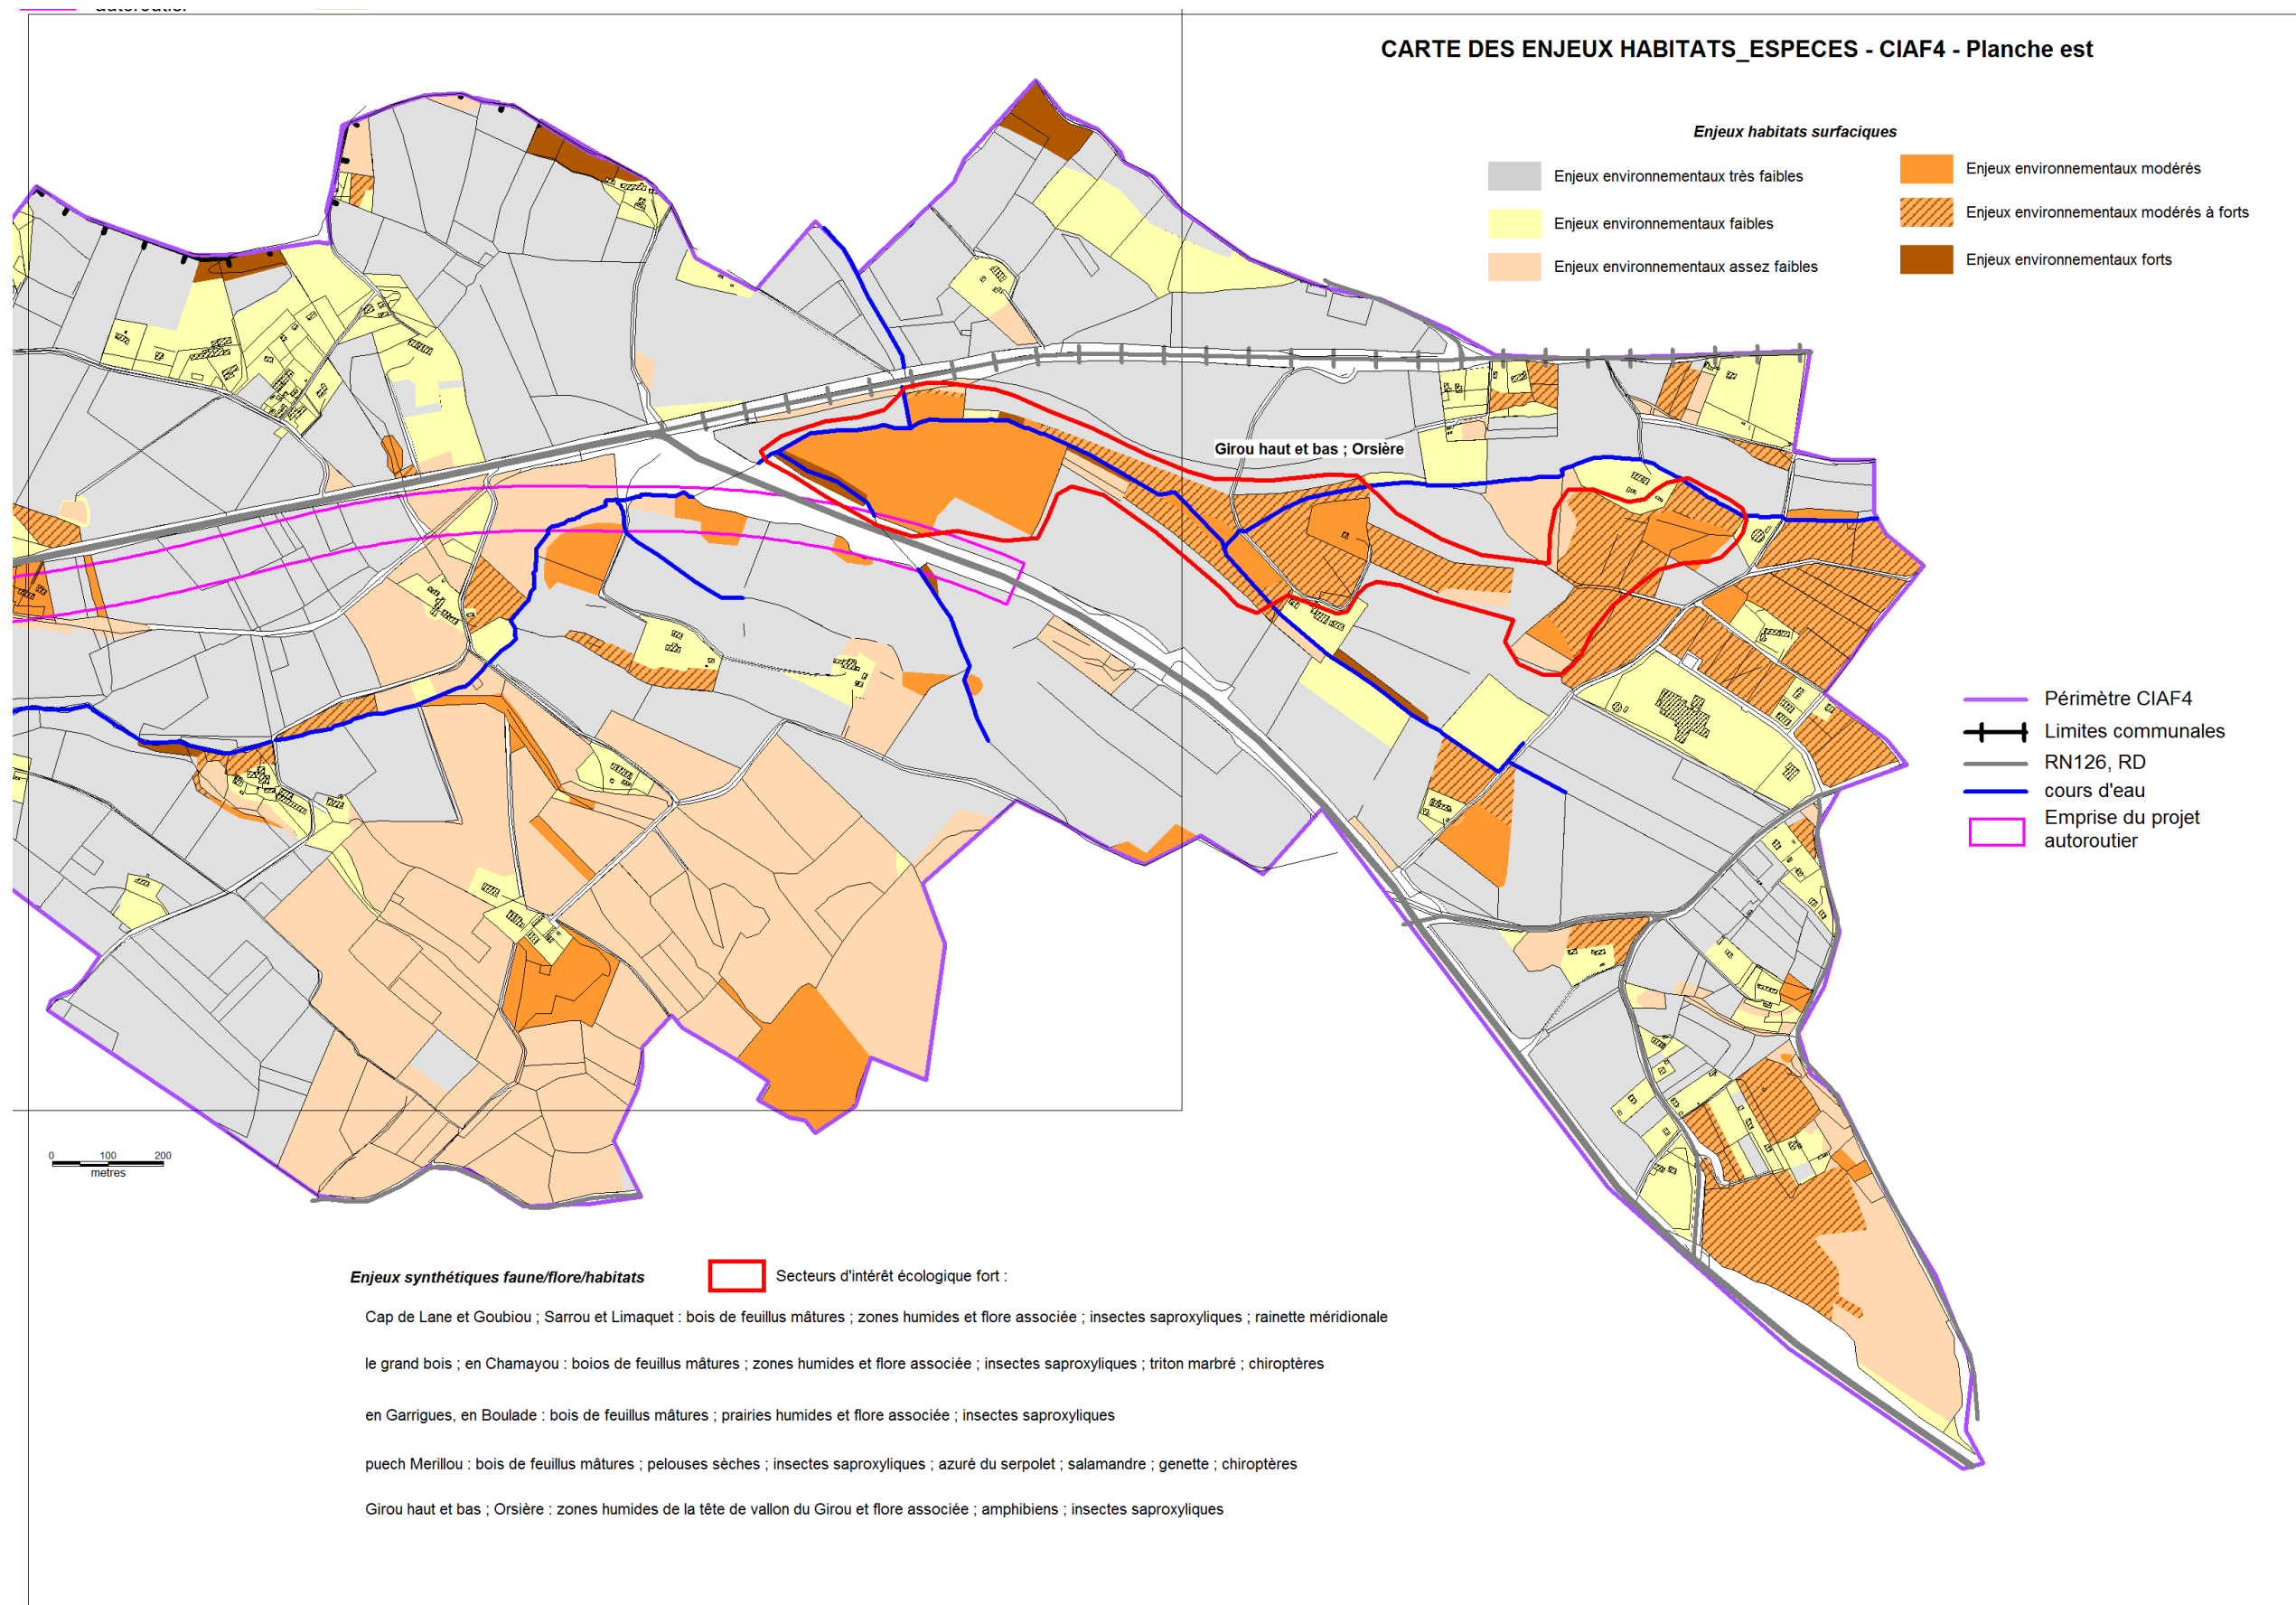 autoroutier
CARTE DES ENJEUX HABITATS_ESPECES - CIAF4 - Planche est
Enjeux habitats surfaciques
Enjeux environnementaux très faibles
Enjeux environnementaux faibles
Enjeux environnementaux assez faibles
Enjeux environnementaux modérés
Enjeux environnementaux modérés à forts
Enjeux environnementaux forts
Girou haut et bas ; Orsière
Périmètre CIAF4
Limites communales
RN126, RD
cours d'eau
Emprise du projet
autoroutier
0 100 200
metres
Enjeux synthétiques faune/flore/habitats
Secteurs d'intérêt écologique fort :
Cap de Lane et Goubiou ; Sarrou et Limaquet : bois de feuillus mâtures ; zones humides et flore associée ; insectes saproxyliques ; rainette méridionale
le grand bois ; en Chamayou : boios de feuillus mâtures ; zones humides et flore associée ; insectes saproxyliques ; triton marbré ; chiroptères
en Garrigues, en Boulade : bois de feuillus mâtures ; prairies humides et flore associée ; insectes saproxyliques
puech Merillou : bois de feuillus mâtures ; pelouses sèches ; insectes saproxyliques ; azuré du serpolet ; salamandre ; genette ; chiroptères
Girou haut et bas ; Orsière : zones humides de la tête de vallon du Girou et flore associée ; amphibiens ; insectes saproxyliques